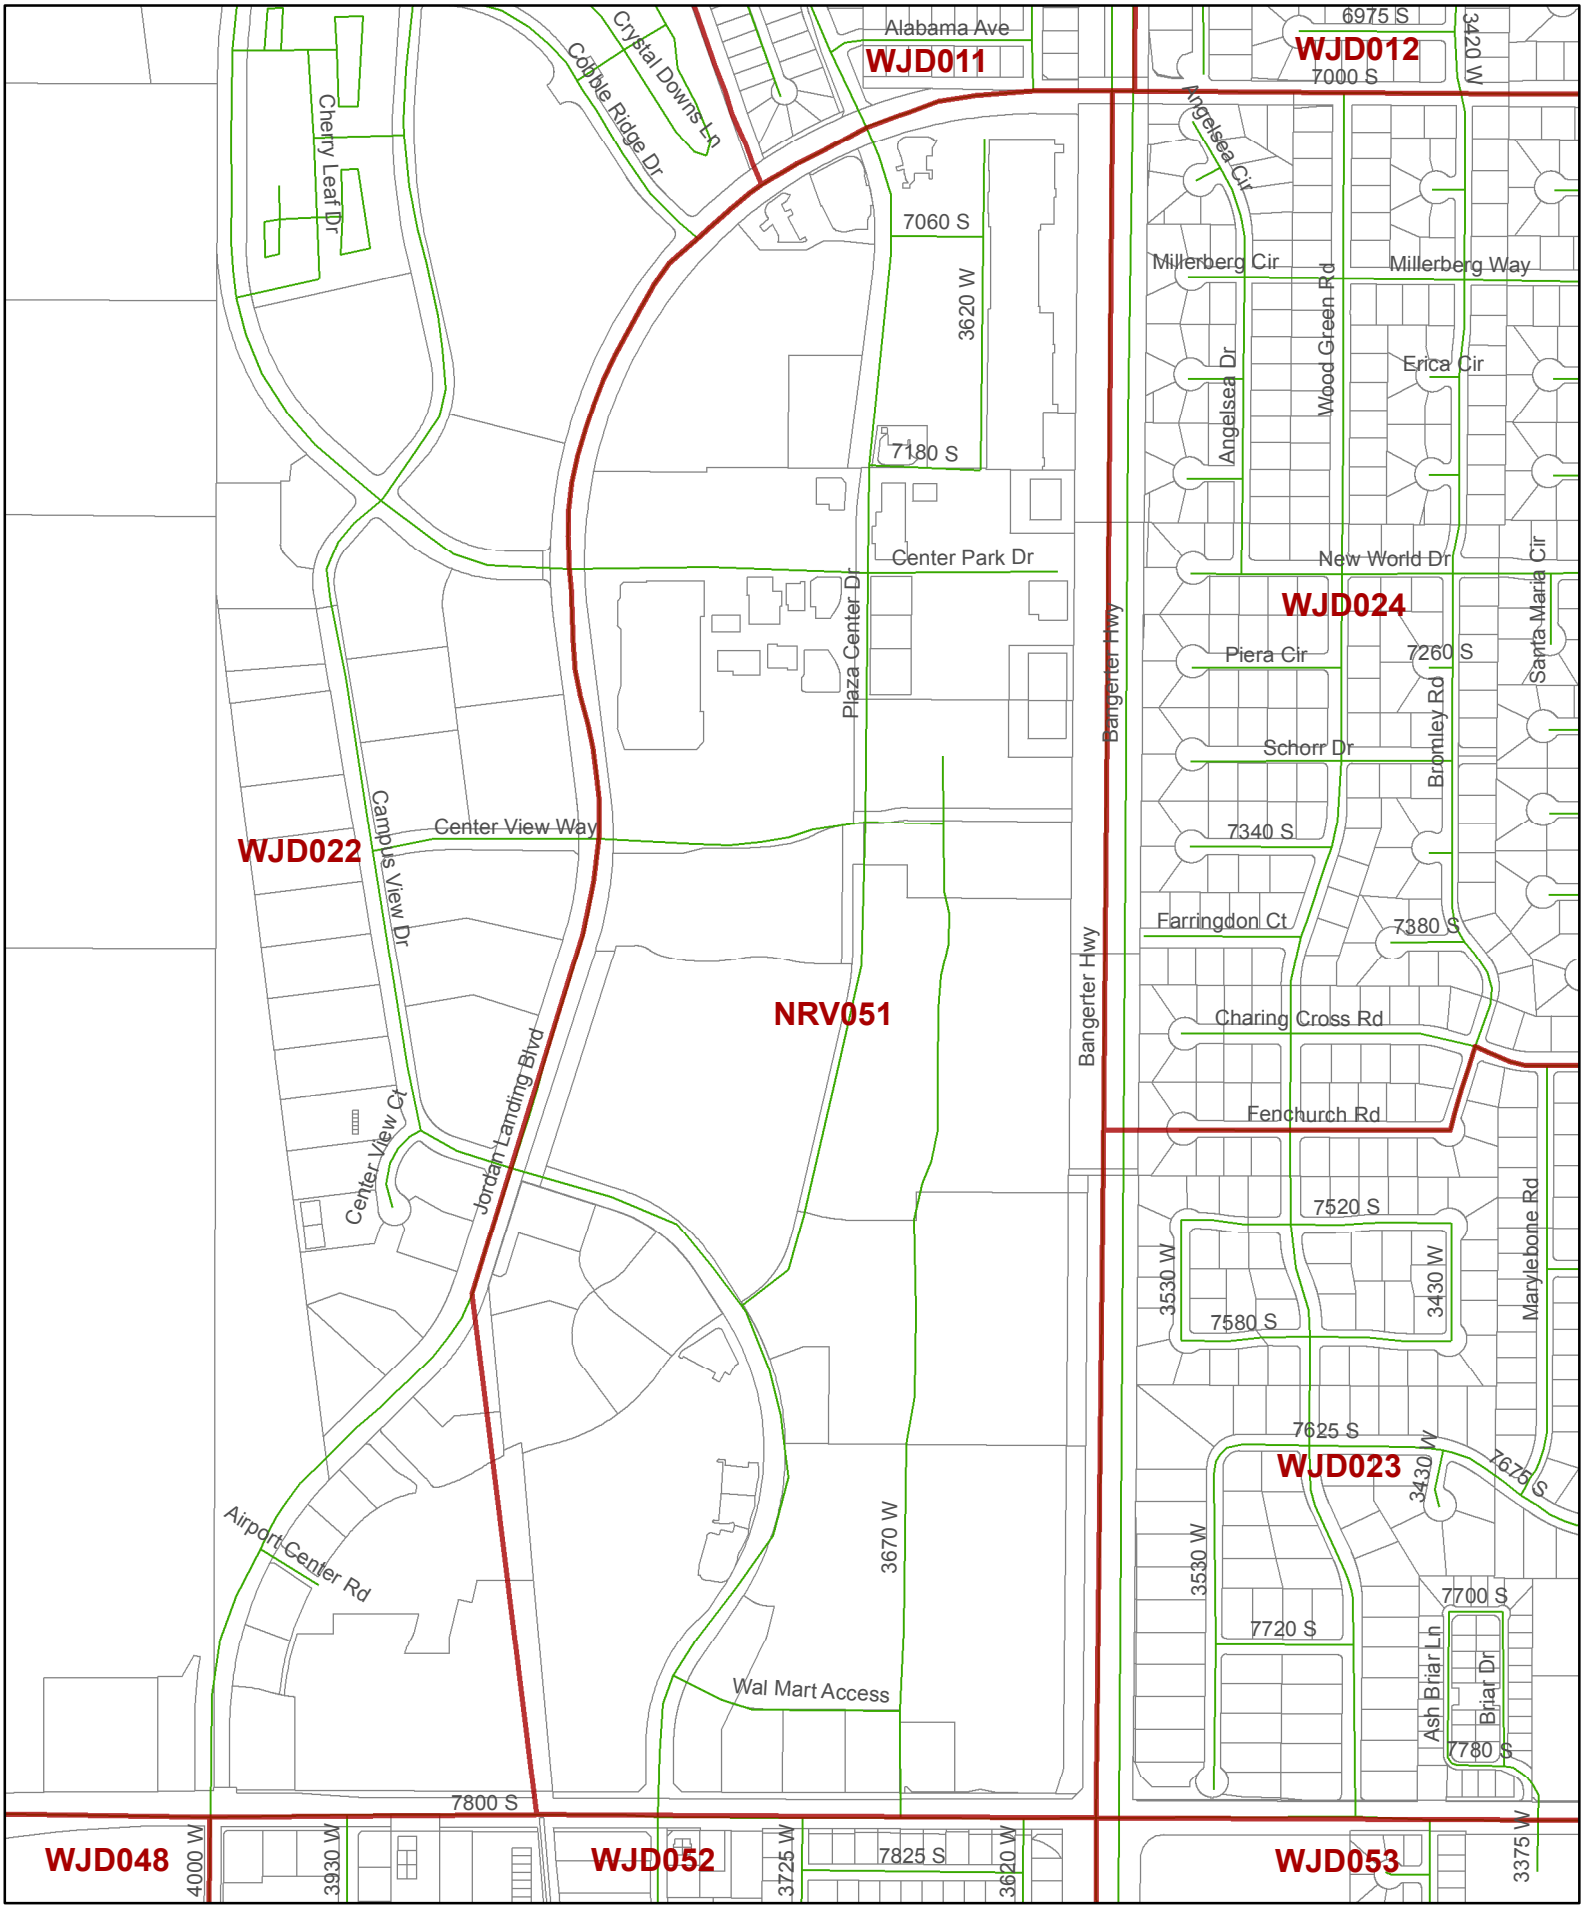 6975 S
Alabama Ave
WJD011
WJD012
3420 W
7000 S
Crystal Downs Ln
Cobble Ridge Dr
Cherry Leaf Dr
Angelsea Cir
7060 S
3620 W
Millerberg Cir
Millerberg Way
Wood Green Rd
Angelsea Dr
Erica Cir
7180 S
Center Park Dr
New World Dr
Santa Maria Cir
WJD024
Plaza Center Dr
Bangerter Hwy
Piera Cir
7260 S
Bromley Rd
Schorr Dr
Center View Way
7340 S
WJD022
Campus View Dr
Farringdon Ct
7380 S
Bangerter Hwy
NRV051
Charing Cross Rd
Jordan Landing Blvd
Center View Ct
Fenchurch Rd
7520 S
Marylebone Rd
3530 W
3430 W
7580 S
7625 S
WJD023
3430 W
7675 S
Airport Center Rd
3670 W
3530 W
7700 S
7720 S
Ash Briar Ln
Briar Dr
Wal Mart Access
7780 S
7800 S
WJD048
4000 W
3930 W
WJD052
3725 W
7825 S
3620 W
WJD053
3375 W